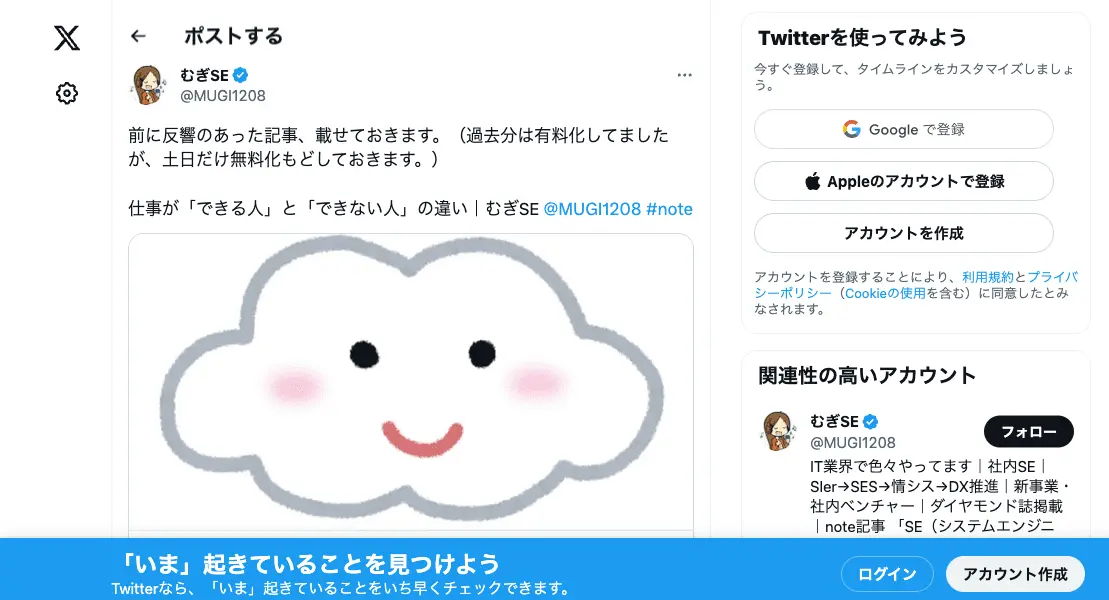 ポストする
むぎSE
@MUGI1208
前に反響のあった記事、載せておきます。（過去分は有料化してました
が、土日だけ無料化もどしておきます。）
仕事が「できる人」と「できない人」の違い｜むぎSE @MUGI1208 #note
Twitterを使ってみよう
今すぐ登録して、タイムラインをカスタマイズしましょ
う。
Google で登録
Appleのアカウントで登録
アカウントを作成
アカウントを登録することにより、利用規約とプライバ
シーポリシー（Cookieの使用を含む）に同意したとみ
なされます。
関連性の高いアカウント
むぎSE
@MUGI1208
フォロー
IT業界で色々やってます｜社内SE｜
SIer→SES→情シス→DX推進｜新事業・
社内ベンチャー｜ダイヤモンド誌掲載
｜note記事 「SE（システムエンジニ
「いま」起きていることを見つけよう
Twitterなら、「いま」起きていることをいち早くチェックできます。
ログイン
アカウント作成